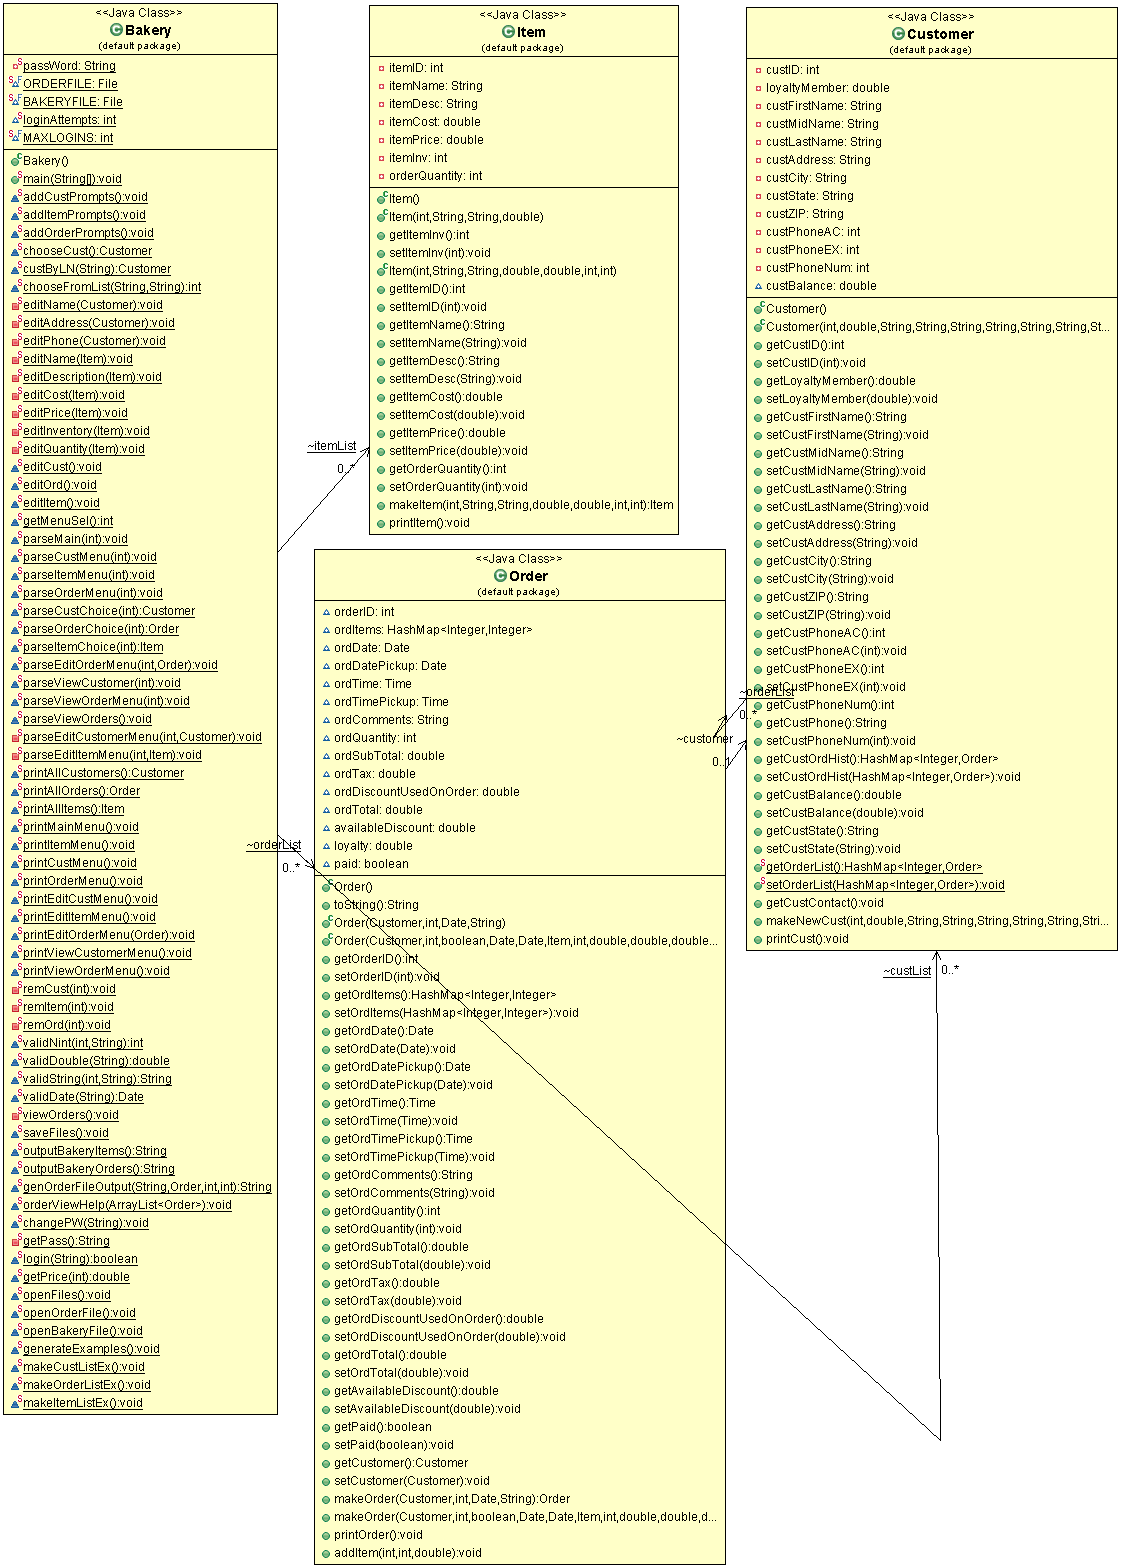 <<Java Class>>
Bakery
(default package)
passWord: String
ORDERFILE: File
BAKERYFILE: File
loginAttempts: int
MAXLOGINS: int
Bakery()
main(String[]):void
addCustPrompts():void
addItemPrompts():void
addOrderPrompts():void
chooseCust():Customer
custByLN(String):Customer
chooseFromList(String,String):int
editName(Customer):void
editAddress(Customer):void
editPhone(Customer):void
editName(Item):void
editDescription(Item):void
editCost(Item):void
editPrice(Item):void
editInventory(Item):void
editQuantity(Item):void
editCust():void
editOrd():void
editItem():void
getMenuSel():int
parseMain(int):void
parseCustMenu(int):void
parseItemMenu(int):void
parseOrderMenu(int):void
parseCustChoice(int):Customer
parseOrderChoice(int):Order
parseItemChoice(int):Item
parseEditOrderMenu(int,Order):void
parseViewCustomer(int):void
parseViewOrderMenu(int):void
parseViewOrders():void
parseEditCustomerMenu(int,Customer):void
parseEditItemMenu(int,Item):void
printAllCustomers():Customer
printAllOrders():Order
printAllItems():Item
printMainMenu():void
printItemMenu():void
printCustMenu():void
printOrderMenu():void
printEditCustMenu():void
printEditItemMenu():void
printEditOrderMenu(Order):void
printViewCustomerMenu():void
printViewOrderMenu():void
remCust(int):void
remItem(int):void
remOrd(int):void
validNint(int,String):int
validDouble(String):double
validString(int,String):String
validDate(String):Date
viewOrders():void
saveFiles():void
outputBakeryItems():String
outputBakeryOrders():String
genOrderFileOutput(String,Order,int,int):String
orderViewHelp(ArrayList<Order>):void
changePW(String):void
getPass():String
login(String):boolean
getPrice(int):double
openFiles():void
openOrderFile():void
openBakeryFile():void
generateExamples():void
makeCustListEx():void
makeOrderListEx():void
makeItemListEx():void
~itemList
0..*
~orderList
0..*
<<Java Class>>
Item
(default package)
itemID: int
itemName: String
itemDesc: String
itemCost: double
itemPrice: double
itemInv: int
orderQuantity: int
Item()
Item(int,String,String,double)
getItemInv():int
setItemInv(int):void
Item(int,String,String,double,double,int,int)
getItemID():int
setItemID(int):void
getItemName():String
setItemName(String):void
getItemDesc():String
setItemDesc(String):void
getItemCost():double
setItemCost(double):void
getItemPrice():double
setItemPrice(double):void
getOrderQuantity():int
setOrderQuantity(int):void
makeItem(int,String,String,double,double,int,int):Item
printItem():void
<<Java Class>>
Order
(default package)
orderID: int
ordItems: HashMap<Integer,Integer>
ordDate: Date
ordDatePickup: Date
ordTime: Time
ordTimePickup: Time
ordComments: String
ordQuantity: int
ordSubTotal: double
ordTax: double
ordDiscountUsedOnOrder: double
ordTotal: double
availableDiscount: double
loyalty: double
paid: boolean
Order()
toString():String
Order(Customer,int,Date,String)
Order(Customer,int,boolean,Date,Date,Item,int,double,double,double...
getOrderID():int
setOrderID(int):void
getOrdItems():HashMap<Integer,Integer>
setOrdItems(HashMap<Integer,Integer>):void
getOrdDate():Date
setOrdDate(Date):void
getOrdDatePickup():Date
setOrdDatePickup(Date):void
getOrdTime():Time
setOrdTime(Time):void
getOrdTimePickup():Time
setOrdTimePickup(Time):void
getOrdComments():String
setOrdComments(String):void
getOrdQuantity():int
setOrdQuantity(int):void
getOrdSubTotal():double
setOrdSubTotal(double):void
getOrdTax():double
setOrdTax(double):void
getOrdDiscountUsedOnOrder():double
setOrdDiscountUsedOnOrder(double):void
getOrdTotal():double
setOrdTotal(double):void
getAvailableDiscount():double
setAvailableDiscount(double):void
getPaid():boolean
setPaid(boolean):void
getCustomer():Customer
setCustomer(Customer):void
makeOrder(Customer,int,Date,String):Order
makeOrder(Customer,int,boolean,Date,Date,Item,int,double,double,d...
printOrder():void
addItem(int,int,double):void
~orderList
0..*
~customer
0..1
<<Java Class>>
Customer
(default package)
custID: int
loyaltyMember: double
custFirstName: String
custMidName: String
custLastName: String
custAddress: String
custCity: String
custState: String
custZIP: String
custPhoneAC: int
custPhoneEX: int
custPhoneNum: int
custBalance: double
Customer()
Customer(int,double,String,String,String,String,String,String,St...
getCustID():int
setCustID(int):void
getLoyaltyMember():double
setLoyaltyMember(double):void
getCustFirstName():String
setCustFirstName(String):void
getCustMidName():String
setCustMidName(String):void
getCustLastName():String
setCustLastName(String):void
getCustAddress():String
setCustAddress(String):void
getCustCity():String
setCustCity(String):void
getCustZIP():String
setCustZIP(String):void
getCustPhoneAC():int
setCustPhoneAC(int):void
getCustPhoneEX():int
setCustPhoneEX(int):void
getCustPhoneNum():int
getCustPhone():String
setCustPhoneNum(int):void
getCustOrdHist():HashMap<Integer,Order>
setCustOrdHist(HashMap<Integer,Order>):void
getCustBalance():double
setCustBalance(double):void
getCustState():String
setCustState(String):void
getOrderList():HashMap<Integer,Order>
setOrderList(HashMap<Integer,Order>):void
getCustContact():void
makeNewCust(int,double,String,String,String,String,String,Stri...
printCust():void
~custList
0..*